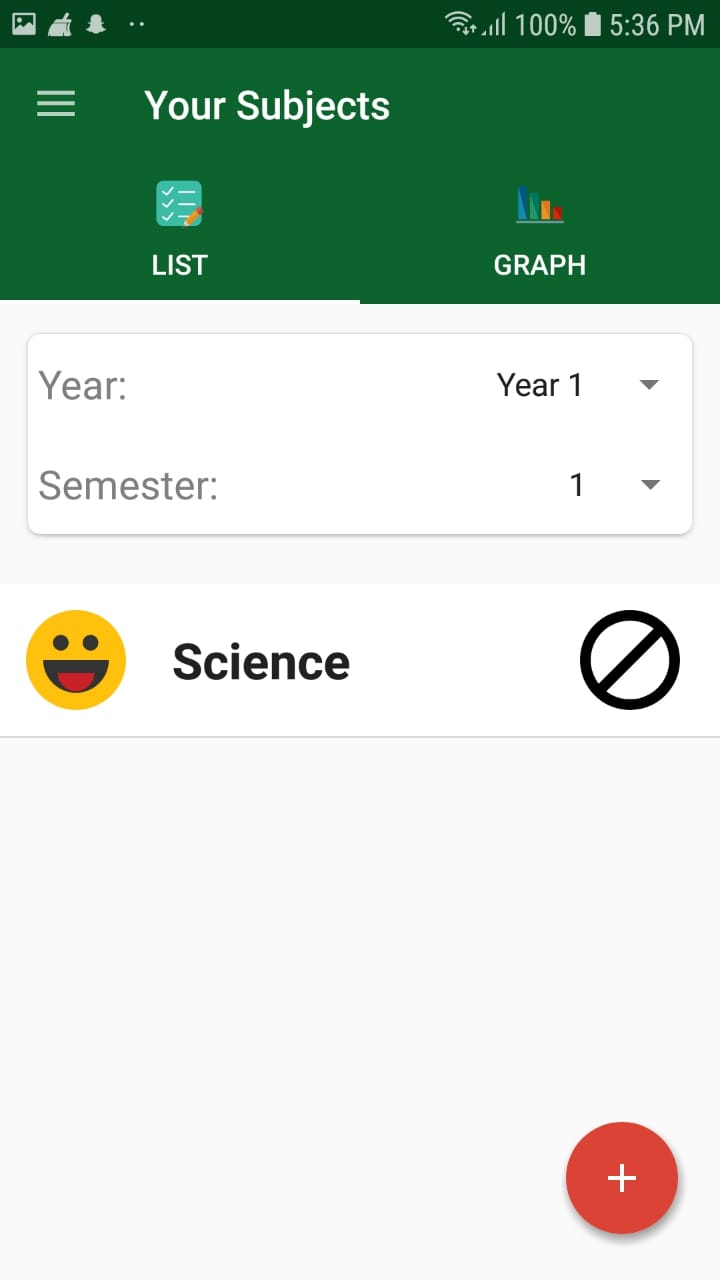 100% 5:36 PM
Your Subjects
LIST GRAPH
Year: Year 1
Semester: 1
Science